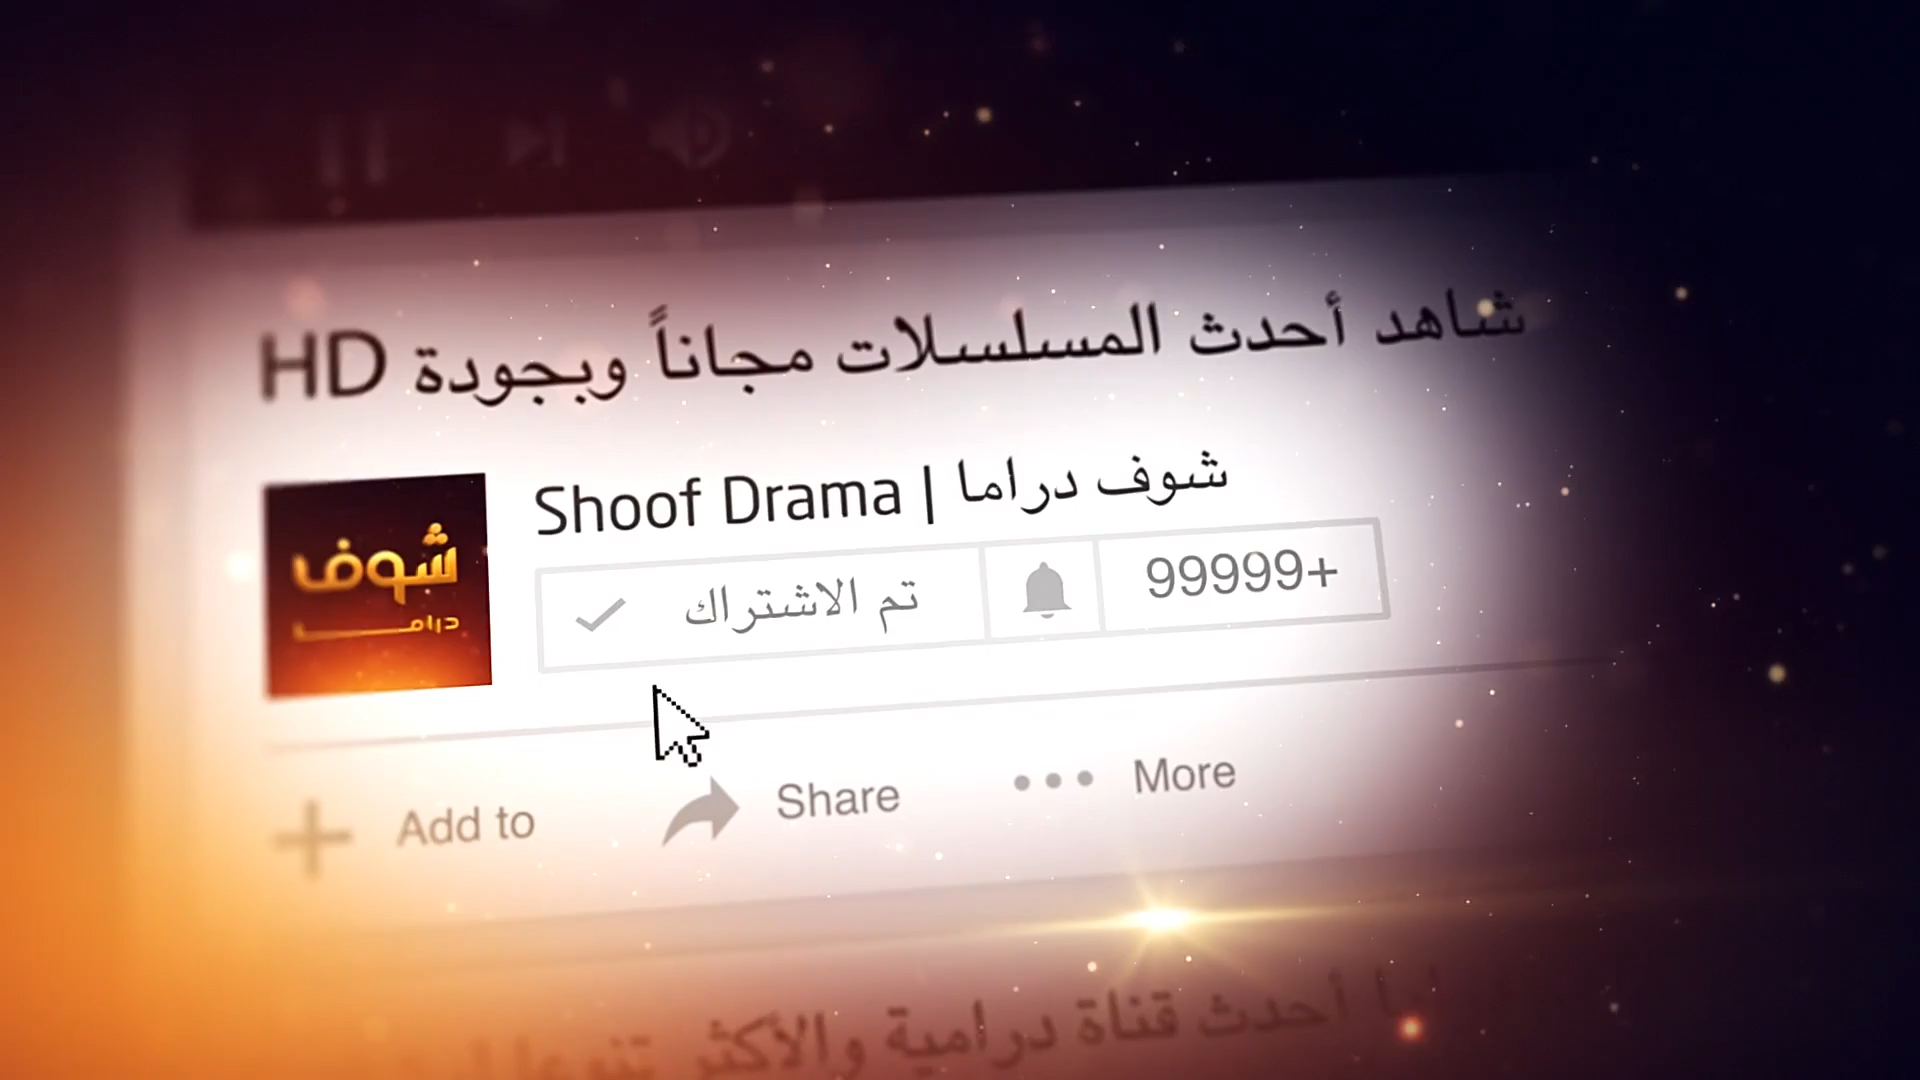 شاهد أحدث المسلسلات مجاناً وبجودة HD
Shoof Drama | شوف دراما
شوف
دراما
تم الاشتراك
99999+
Add to
Share
More
أحدث قناة درامية والأكثر تنوعا